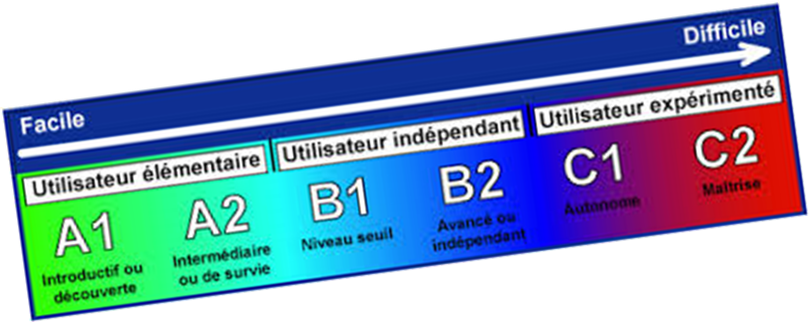 Facile
Difficile
Utilisateur élémentaire
Utilisateur indépendant
Utilisateur expérimenté
A1
A2
B1
B2
C1
C2
Introductif ou
découverte
Intermédiaire
ou de survie
Niveau seuil
Avancé ou
indépendant
Autonome
Maîtrise